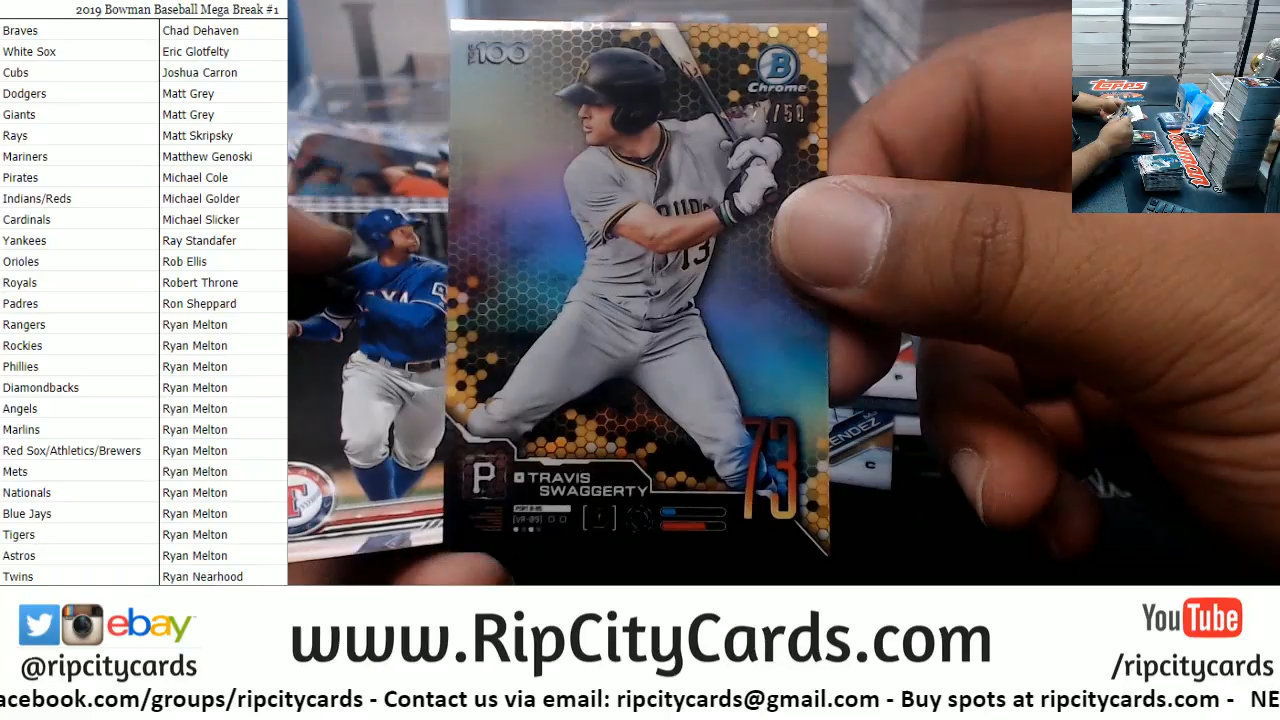 2019 Bowman Baseball Mega Break #1
Braves Chad Dehaven
White Sox Eric Glotfelty
Cubs Joshua Carron
Dodgers Matt Grey
Giants Matt Grey
Rays Matt Skripsky
Mariners Matthew Genoski
Pirates Michael Cole
Indians/Reds Michael Golder
Cardinals Michael Slicker
Yankees Ray Standafer
Orioles Rob Ellis
Royals Robert Throne
Padres Ron Sheppard
Rangers Ryan Melton
Rockies Ryan Melton
Phillies Ryan Melton
Diamondbacks Ryan Melton
Angels Ryan Melton
Marlins Ryan Melton
Red Sox/Athletics/Brewers Ryan Melton
Mets Ryan Melton
Nationals Ryan Melton
Blue Jays Ryan Melton
Tigers Ryan Melton
Astros Ryan Melton
Twins Ryan Nearhood
TOP 100
B
Chrome
/50
13
73
P
TRAVIS
SWAGGERTY
C
Topps
BOWMAN
ebay
@ripcitycards
www.RipCityCards.com
YouTube
/ripcitycards
acebook.com/groups/ripcitycards - Contact us via email: ripcitycards@gmail.com - Buy spots at ripcitycards.com - NE